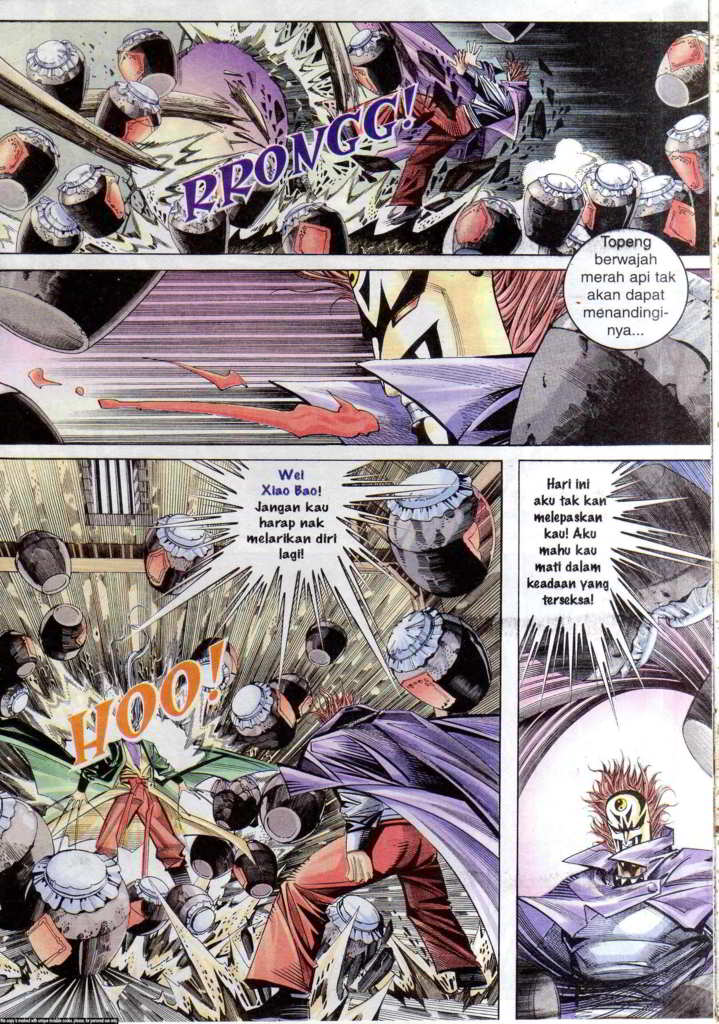 RRONGG!
Topeng
berwajah
merah api tak
akan dapat
menandingi-
nya...
Wei
Xiao Bao!
Jangan kau
harap nak
melarikan diri
lagi!
Hari ini
aku tak kan
melepaskan
kau! Aku
mahu kau
mati dalam
keadaan yang
terseksa!
HOO!